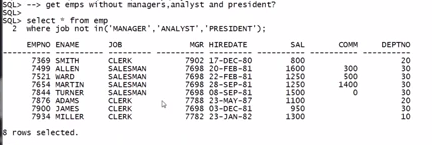 SQL>
SQL> --> get emps without managers,analyst and president?
SQL>
SQL> select * from emp
  2  where job not in('MANAGER','ANALYST','PRESIDENT');
EMPNO ENAME JOB MGR HIREDATE SAL COMM DEPTNO
7369 SMITH CLERK 7902 17-DEC-80 800 20
7499 ALLEN SALESMAN 7698 20-FEB-81 1600 300 30
7521 WARD SALESMAN 7698 22-FEB-81 1250 500 30
7654 MARTIN SALESMAN 7698 28-SEP-81 1250 1400 30
7844 TURNER SALESMAN 7698 08-SEP-81 1500 0 30
7876 ADAMS CLERK 7788 23-MAY-87 1100 20
7900 JAMES CLERK 7698 03-DEC-81 950 30
7934 MILLER CLERK 7782 23-JAN-82 1300 10
8 rows selected.